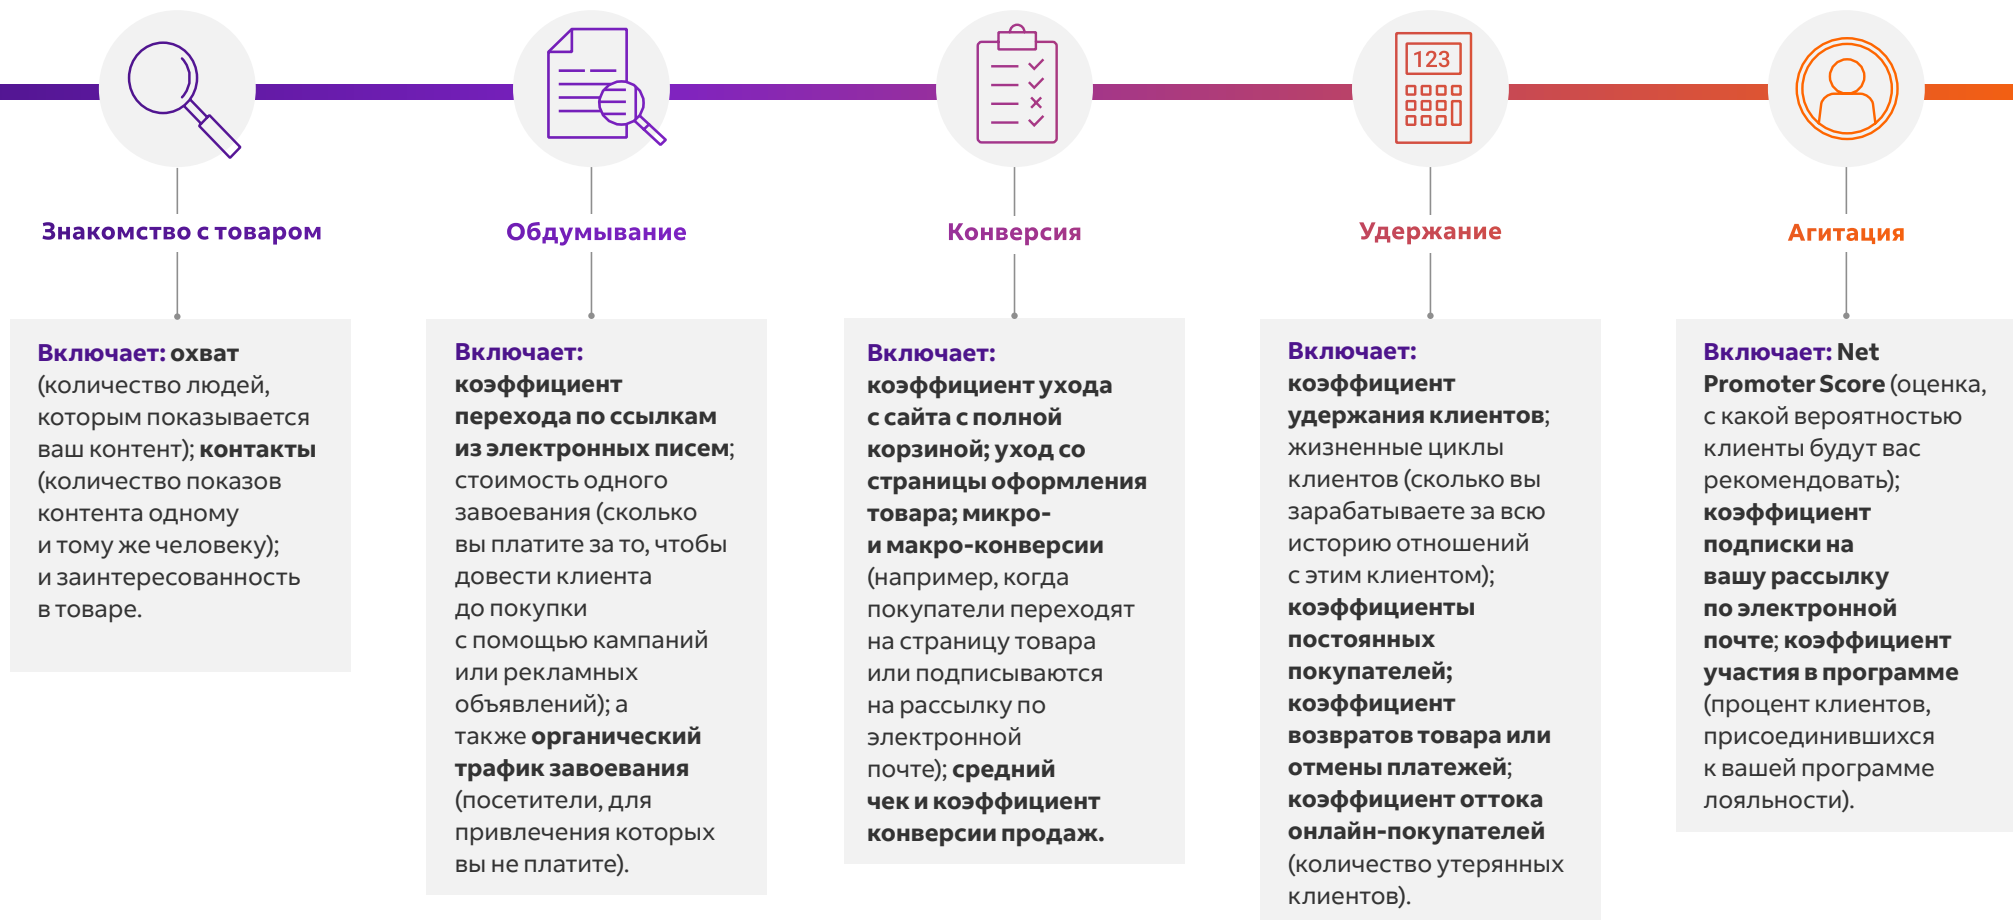 123
Знакомство с товаром
Обдумывание
Конверсия
Удержание
Агитация
Включает: охват
(количество людей,
которым показывается
ваш контент); контакты
(количество показов
контента одному
и тому же человеку);
и заинтересованность
в товаре.
Включает:
коэффициент
перехода по ссылкам
из электронных писем;
стоимость одного
завоевания (сколько
вы платите за то, чтобы
довести клиента
до покупки
с помощью кампаний
или рекламных
объявлений); а
также органический
трафик завоевания
(посетители, для
привлечения которых
вы не платите).
Включает:
коэффициент ухода
с сайта с полной
корзиной; уход со
страницы оформления
товара; микро-
и макро-конверсии
(например, когда
покупатели переходят
на страницу товара
или подписываются
на рассылку по
электронной
почте); средний
чек и коэффициент
конверсии продаж.
Включает:
коэффициент
удержания клиентов;
жизненные циклы
клиентов (сколько вы
зарабатываете за всю
историю отношений
с этим клиентом);
коэффициенты
постоянных
покупателей;
коэффициент
возвратов товара или
отмены платежей;
коэффициент оттока
онлайн-покупателей
(количество утерянных
клиентов).
Включает: Net
Promoter Score (оценка,
с какой вероятностью
клиенты будут вас
рекомендовать);
коэффициент
подписки на
вашу рассылку
по электронной
почте; коэффициент
участия в программе
(процент клиентов,
присоединившихся
к вашей программе
лояльности).